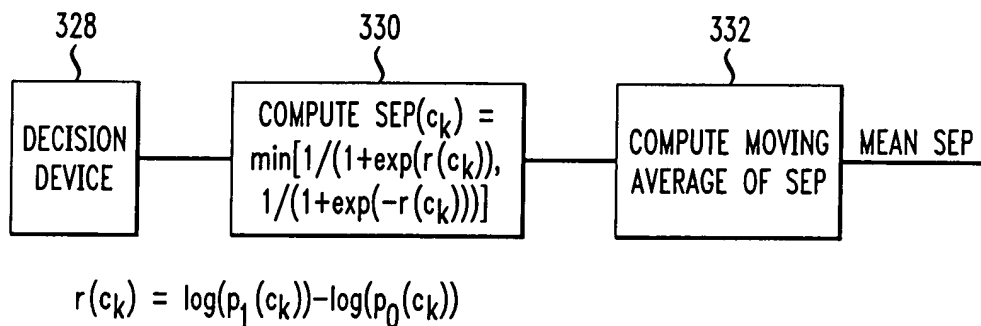 328
330
332
DECISION
DEVICE
COMPUTE SEP(c_k) =
min[1/(1+exp(r(c_k)),
1/(1+exp(-r(c_k)))]
COMPUTE MOVING
AVERAGE OF SEP
MEAN SEP
r(c_k) = log(p_1(c_k))-log(p_0(c_k))